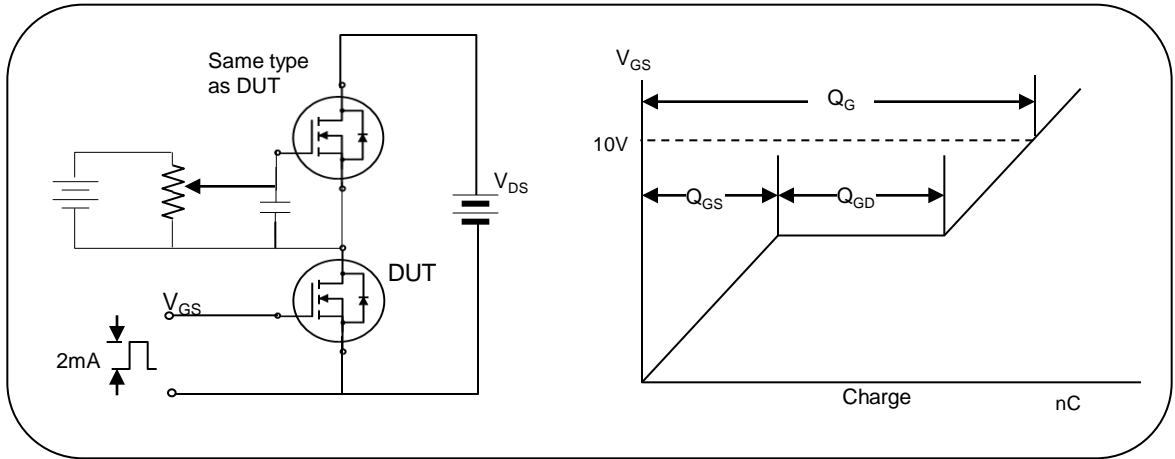 Same type
as DUT
V_DS
DUT
V_GS
2mA
V_GS
Q_G
10V
Q_GS
Q_GD
Charge
nC